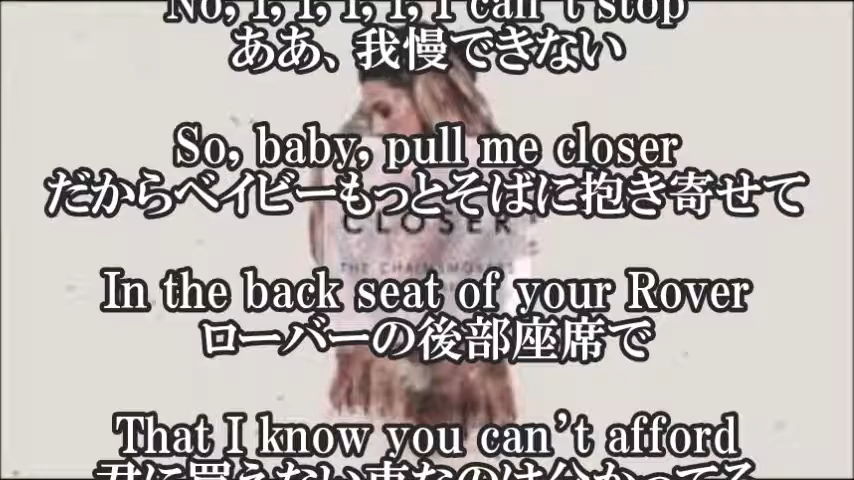 No, I, I, I, I, I can't stop
ああ、我慢できない
So, baby, pull me closer
だからベイビーもっとそばに抱き寄せて
CLOSER
THE CHAINSMOKERS
In the back seat of your Rover
ローバーの後部座席で
That I know you can't afford
君に買えない車なのは分かってる